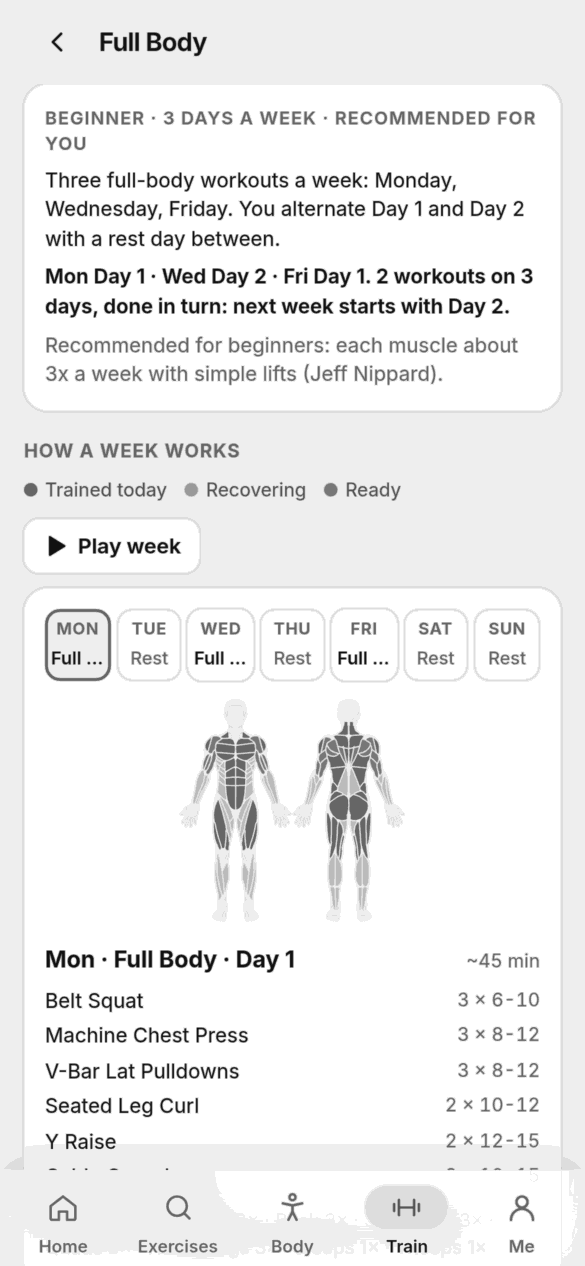 Full Body
BEGINNER · 3 DAYS A WEEK · RECOMMENDED FOR
YOU
Three full-body workouts a week: Monday,
Wednesday, Friday. You alternate Day 1 and Day 2
with a rest day between.
Mon Day 1 · Wed Day 2 · Fri Day 1. 2 workouts on 3
days, done in turn: next week starts with Day 2.
Recommended for beginners: each muscle about
3x a week with simple lifts (Jeff Nippard).
HOW A WEEK WORKS
Trained today Recovering Ready
Play week
MON TUE WED THU FRI SAT SUN
Full ... Rest Full ... Rest Full ... Rest Rest
Mon · Full Body · Day 1 ~45 min
Belt Squat 3 × 6-10
Machine Chest Press 3 × 8-12
V-Bar Lat Pulldowns 3 × 8-12
Seated Leg Curl 2 × 10-12
Y Raise 2 × 12-15
Home Exercises Body Train Me